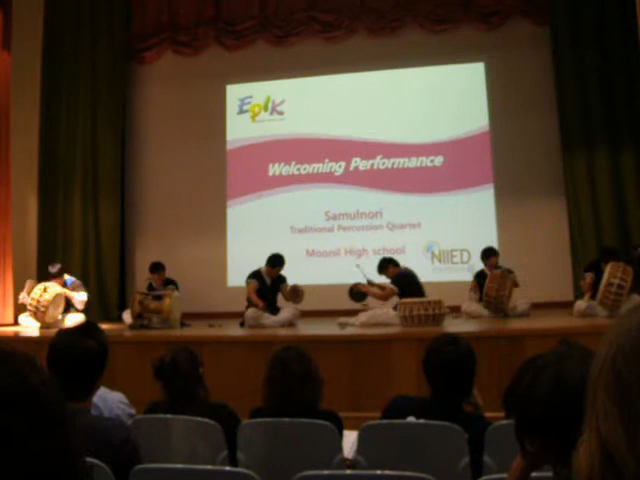 EPIK
Welcoming Performance
Samulnori
Traditional Percussion Quartet
Moonil High school
NIIED